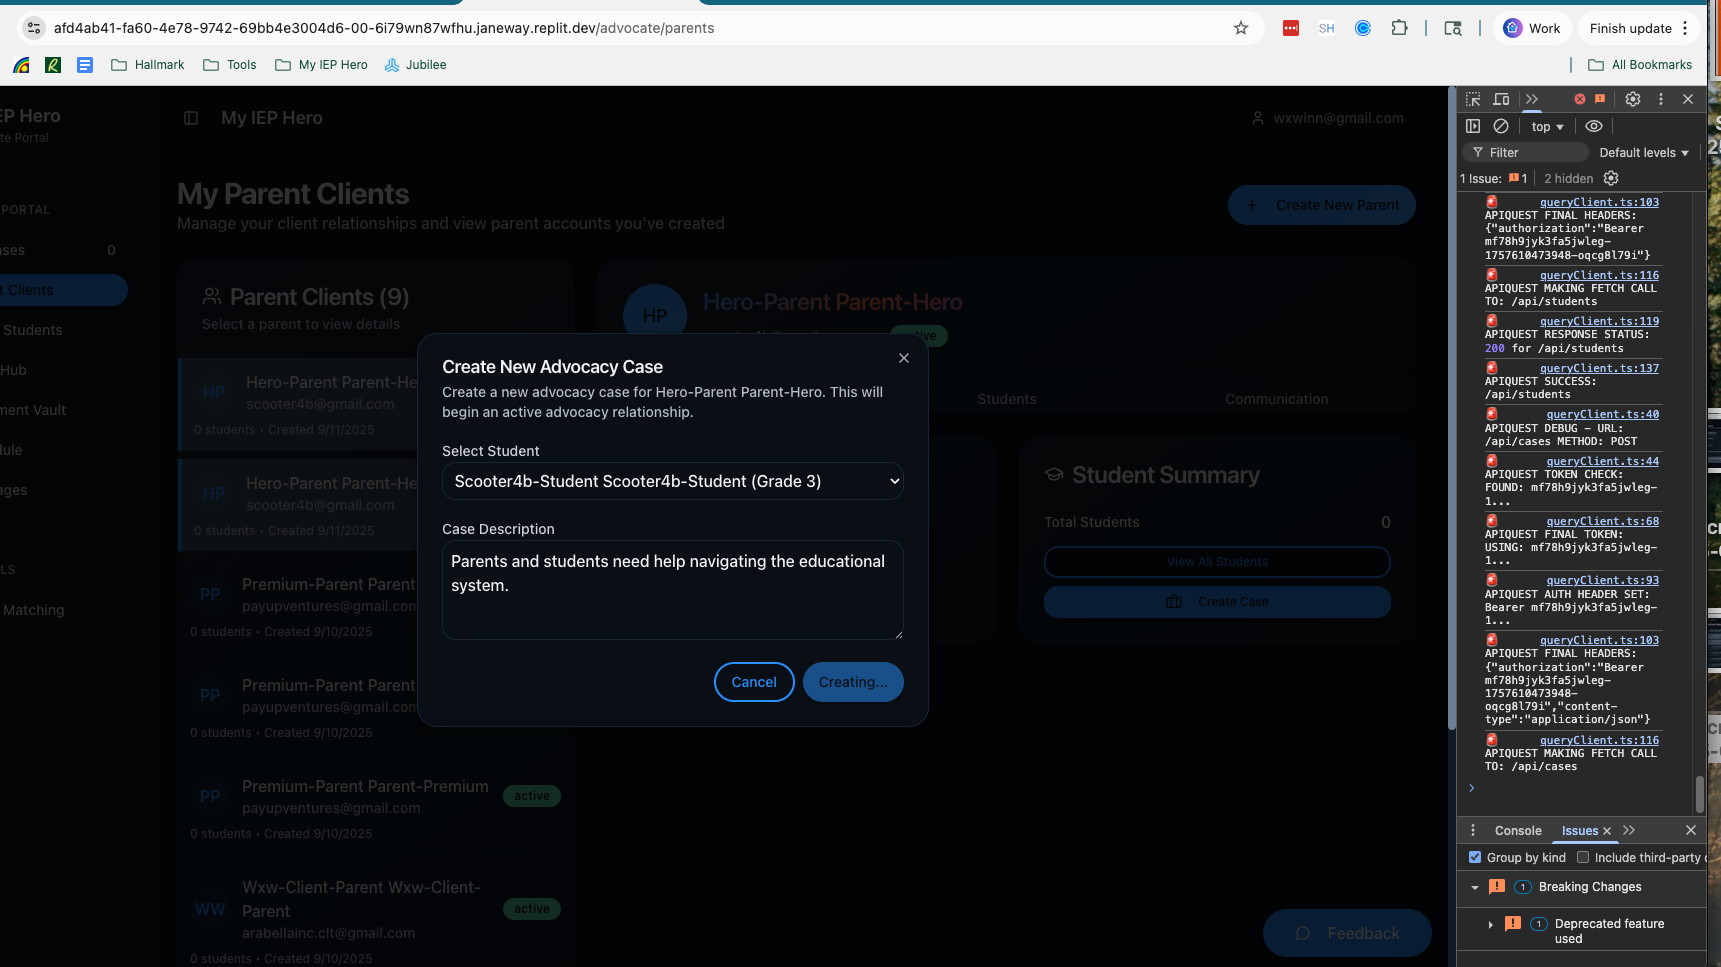 afd4ab41-fa60-4e78-9742-69bb4e3004d6-00-6i79wn87wfhu.janeway.replit.dev/advocate/parents
SH
Work
Finish update
Hallmark
Tools
My IEP Hero
Jubilee
All Bookmarks
EP Hero
te Portal
PORTAL
ases 0
t Clients
Students
Hub
ment Vault
dule
ages
LS
Matching
My IEP Hero
wxwinn@gmail.com
My Parent Clients
Manage your client relationships and view parent accounts you've created
+ Create New Parent
Parent Clients (9)
Select a parent to view details
HP
Hero-Parent Parent-He
scooter4b@gmail.com
0 students • Created 9/11/2025
HP
Hero-Parent Parent-He
scooter4b@gmail.com
0 students • Created 9/11/2025
PP
Premium-Parent Parent
payupventures@gmail.com
0 students • Created 9/10/2025
PP
Premium-Parent Parent
payupventures@gmail.com
0 students • Created 9/10/2025
PP
Premium-Parent Parent-Premium
payupventures@gmail.com
active
0 students • Created 9/10/2025
WW
Wxw-Client-Parent Wxw-Client-
Parent
arabellainc.clt@gmail.com
active
0 students • Created 9/10/2025
HP
Hero-Parent Parent-Hero
tive
Students
Communication
Student Summary
Total Students 0
View All Students
Create Case
Feedback
Create New Advocacy Case
Create a new advocacy case for Hero-Parent Parent-Hero. This will
begin an active advocacy relationship.
Select Student
Scooter4b-Student Scooter4b-Student (Grade 3)
Case Description
Parents and students need help navigating the educational
system.
Cancel
Creating...
top
Filter
Default levels
1 Issue: 1
2 hidden
queryClient.ts:103
APIQUEST FINAL HEADERS:
{"authorization":"Bearer
mf78h9jyk3fa5jwleg-
1757610473948-oqcg8l79i"}
queryClient.ts:116
APIQUEST MAKING FETCH CALL
TO: /api/students
queryClient.ts:119
APIQUEST RESPONSE STATUS:
200 for /api/students
queryClient.ts:137
APIQUEST SUCCESS:
/api/students
queryClient.ts:40
APIQUEST DEBUG - URL:
/api/cases METHOD: POST
queryClient.ts:44
APIQUEST TOKEN CHECK:
FOUND: mf78h9jyk3fa5jwleg-
1...
queryClient.ts:68
APIQUEST FINAL TOKEN:
USING: mf78h9jyk3fa5jwleg-
1...
queryClient.ts:93
APIQUEST AUTH HEADER SET:
Bearer mf78h9jyk3fa5jwleg-
1...
queryClient.ts:103
APIQUEST FINAL HEADERS:
{"authorization":"Bearer
mf78h9jyk3fa5jwleg-
1757610473948-
oqcg8l79i","content-
type":"application/json"}
queryClient.ts:116
APIQUEST MAKING FETCH CALL
TO: /api/cases
Console
Issues
Group by kind
Include third-party c
1 Breaking Changes
1 Deprecated feature
used